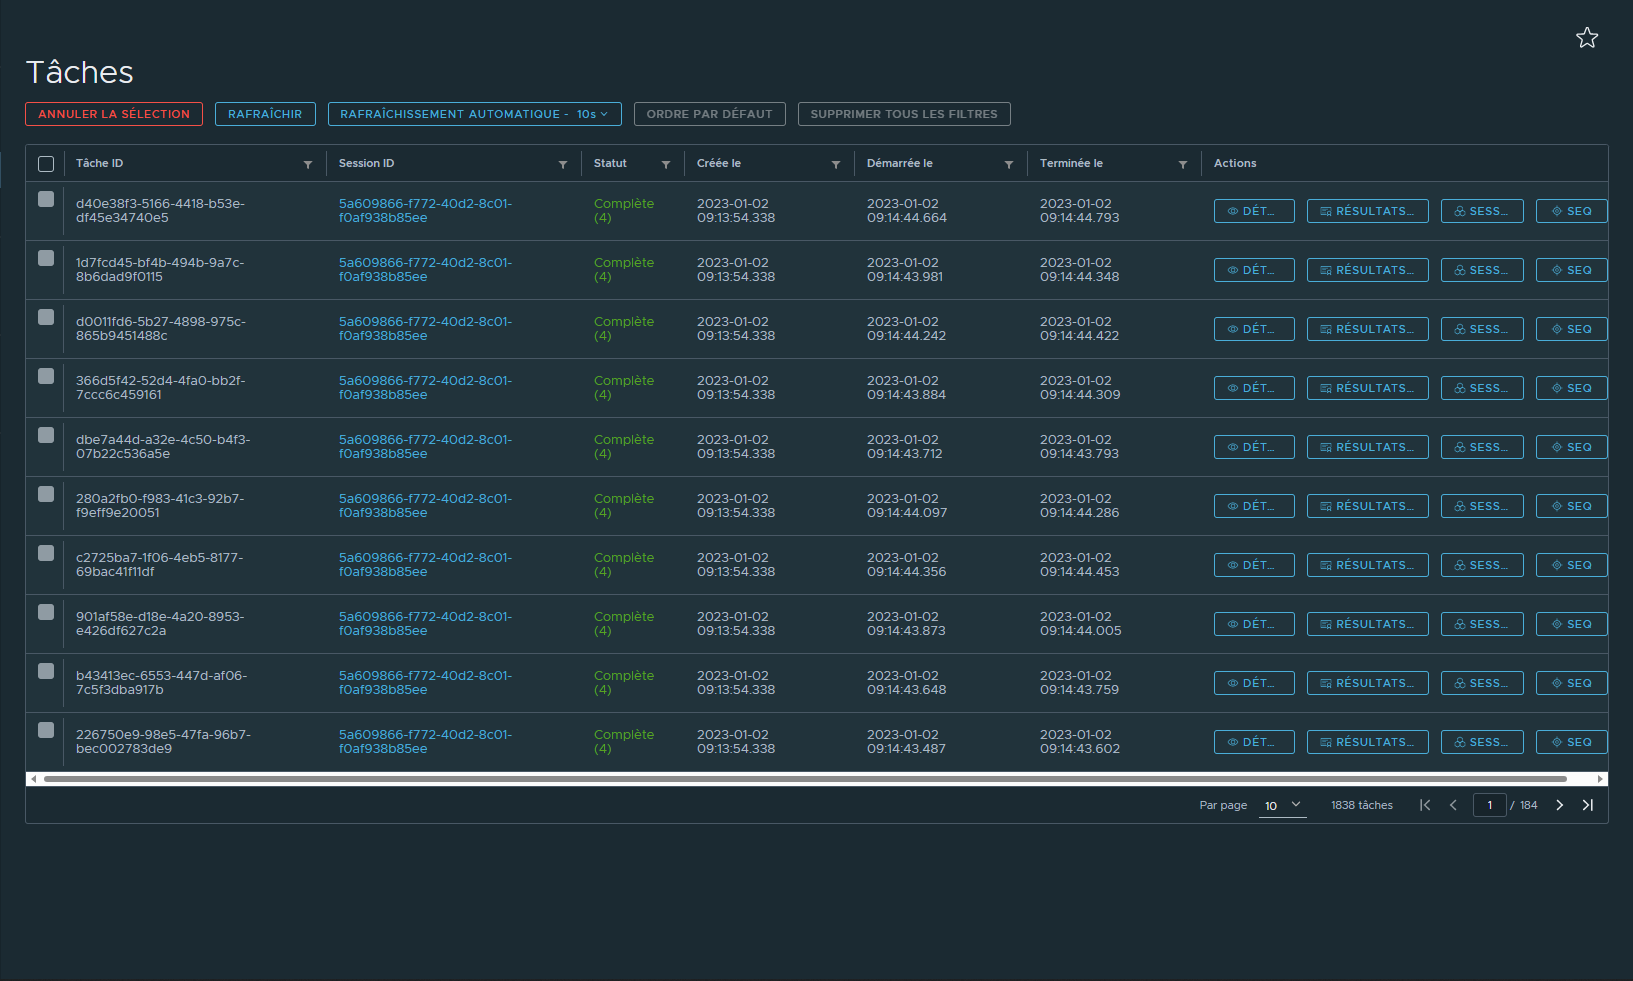 Tâches
ANNULER LA SÉLECTION RAFRAÎCHIR RAFRAÎCHISSEMENT AUTOMATIQUE - 10s ORDRE PAR DÉFAUT SUPPRIMER TOUS LES FILTRES
Tâche ID Session ID Statut Créée le Démarrée le Terminée le Actions
d40e38f3-5166-4418-b53e- 5a609866-f772-40d2-8c01- Complète 2023-01-02 2023-01-02 2023-01-02 DÉT... RÉSULTATS... SESS... SEQ
df45e34740e5 f0af938b85ee (4) 09:13:54.338 09:14:44.664 09:14:44.793
1d7fcd45-bf4b-494b-9a7c- 5a609866-f772-40d2-8c01- Complète 2023-01-02 2023-01-02 2023-01-02 DÉT... RÉSULTATS... SESS... SEQ
8b6dad9f0115 f0af938b85ee (4) 09:13:54.338 09:14:43.981 09:14:44.348
d0011fd6-5b27-4898-975c- 5a609866-f772-40d2-8c01- Complète 2023-01-02 2023-01-02 2023-01-02 DÉT... RÉSULTATS... SESS... SEQ
865b9451488c f0af938b85ee (4) 09:13:54.338 09:14:44.242 09:14:44.422
366d5f42-52d4-4fa0-bb2f- 5a609866-f772-40d2-8c01- Complète 2023-01-02 2023-01-02 2023-01-02 DÉT... RÉSULTATS... SESS... SEQ
7ccc6c459161 f0af938b85ee (4) 09:13:54.338 09:14:43.884 09:14:44.309
dbe7a44d-a32e-4c50-b4f3- 5a609866-f772-40d2-8c01- Complète 2023-01-02 2023-01-02 2023-01-02 DÉT... RÉSULTATS... SESS... SEQ
07b22c536a5e f0af938b85ee (4) 09:13:54.338 09:14:43.712 09:14:43.793
280a2fb0-f983-41c3-92b7- 5a609866-f772-40d2-8c01- Complète 2023-01-02 2023-01-02 2023-01-02 DÉT... RÉSULTATS... SESS... SEQ
f9eff9e20051 f0af938b85ee (4) 09:13:54.338 09:14:44.097 09:14:44.286
c2725ba7-1f06-4eb5-8177- 5a609866-f772-40d2-8c01- Complète 2023-01-02 2023-01-02 2023-01-02 DÉT... RÉSULTATS... SESS... SEQ
69bac41f11df f0af938b85ee (4) 09:13:54.338 09:14:44.356 09:14:44.453
901af58e-d18e-4a20-8953- 5a609866-f772-40d2-8c01- Complète 2023-01-02 2023-01-02 2023-01-02 DÉT... RÉSULTATS... SESS... SEQ
e426df627c2a f0af938b85ee (4) 09:13:54.338 09:14:43.873 09:14:44.005
b43413ec-6553-447d-af06- 5a609866-f772-40d2-8c01- Complète 2023-01-02 2023-01-02 2023-01-02 DÉT... RÉSULTATS... SESS... SEQ
7c5f3dba917b f0af938b85ee (4) 09:13:54.338 09:14:43.648 09:14:43.759
226750e9-98e5-47fa-96b7- 5a609866-f772-40d2-8c01- Complète 2023-01-02 2023-01-02 2023-01-02 DÉT... RÉSULTATS... SESS... SEQ
bec002783de9 f0af938b85ee (4) 09:13:54.338 09:14:43.487 09:14:43.602
Par page 10 1838 tâches 1 / 184